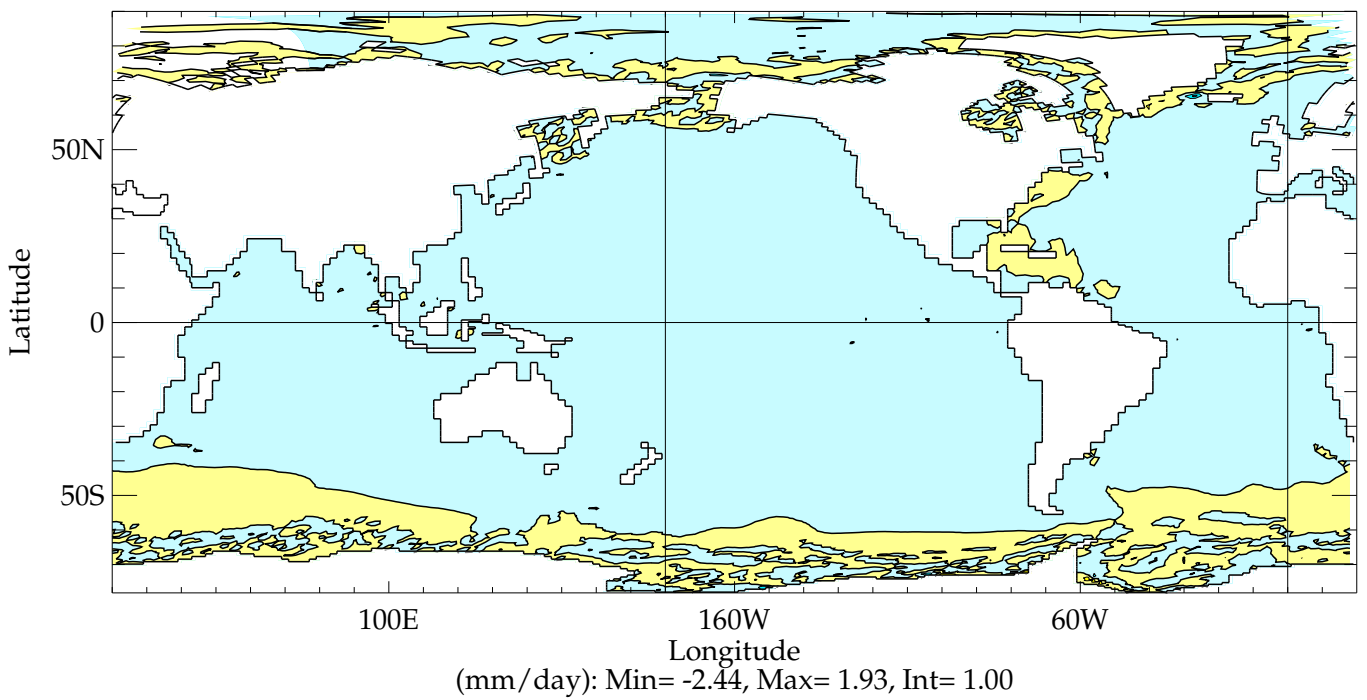 50N
0
50S
Latitude
100E
160W
60W
Longitude
(mm/day): Min= -2.44, Max= 1.93, Int= 1.00